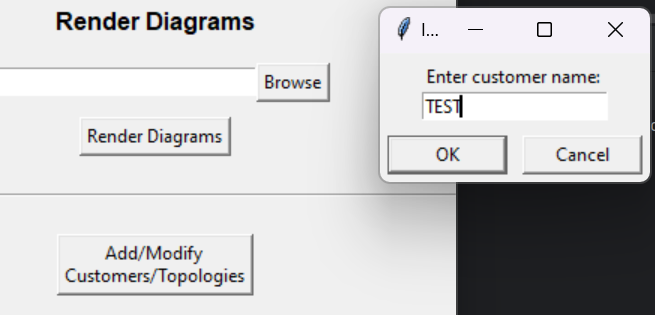 Render Diagrams
Browse
Render Diagrams
Add/Modify
Customers/Topologies
I...
Enter customer name:
TEST
OK
Cancel